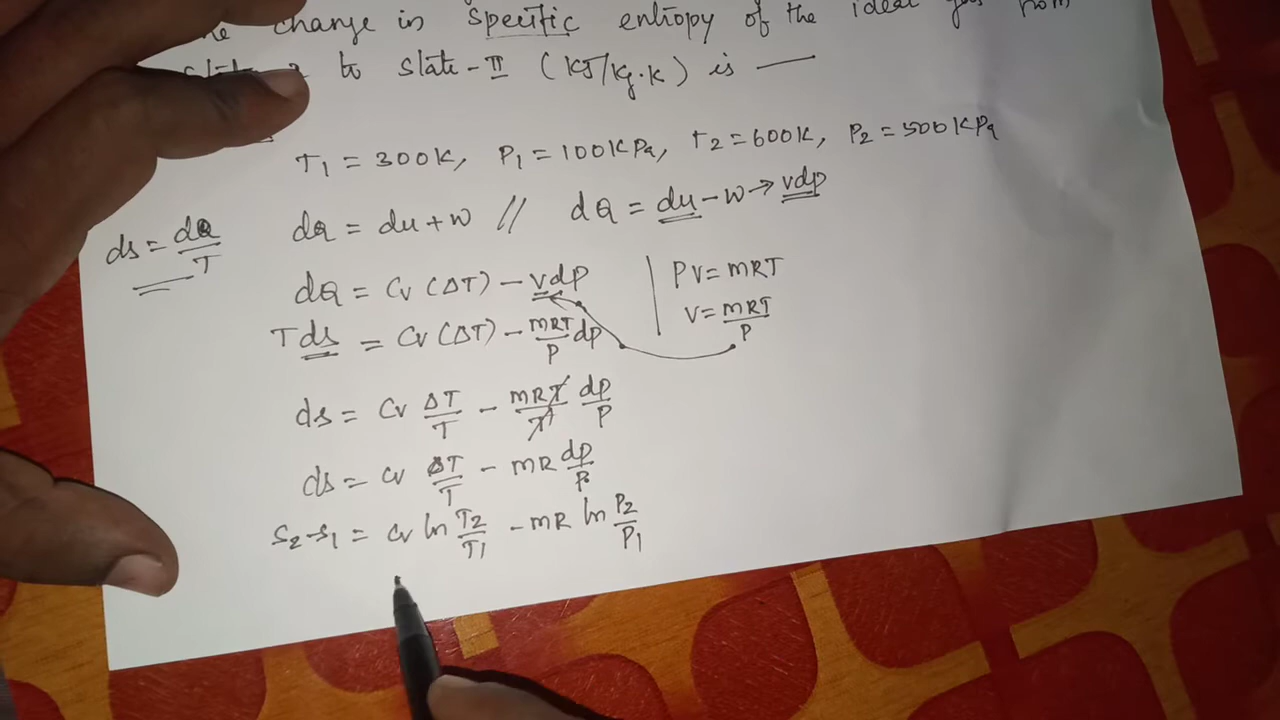 change in specific entropy of the ideal
to state-II (KJ/Kg.K) is —
T1 = 300K, P1 = 100KPa, T2 = 600K, P2 = 500KPa
ds = dQ/T
dQ = du + w // dQ = du - w → vdp
dQ = Cv (ΔT) - vdp
PV = mRT
V = mRT/P
Tds = Cv (ΔT) - mRT/P dp
ds = Cv ΔT/T - mRT/T dp/P
ds = Cv ΔT/T - mR dp/P
S2-S1 = Cv ln T2/T1 - mR ln P2/P1